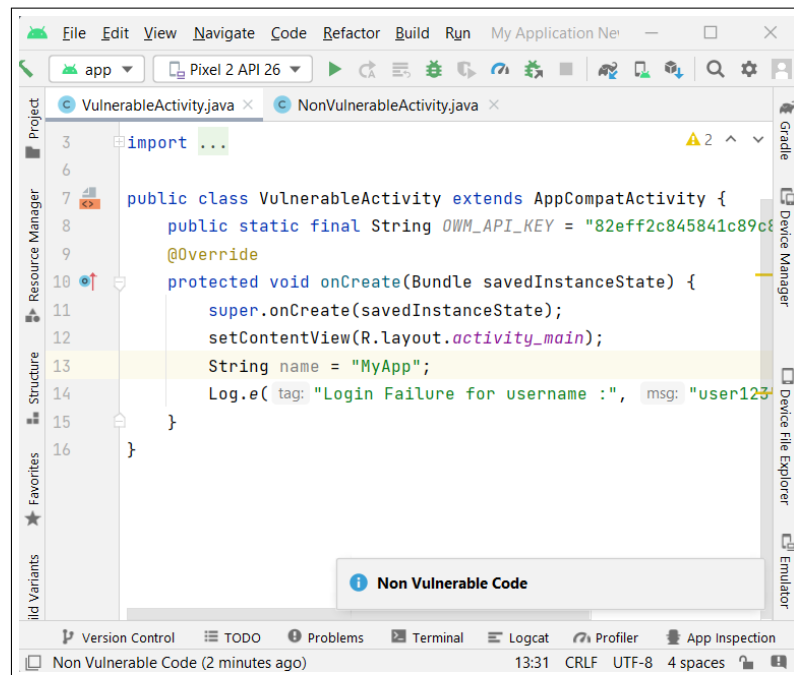 File Edit View Navigate Code Refactor Build Run My Application Ne
app Pixel 2 API 26
VulnerableActivity.java NonVulnerableActivity.java
Project
Resource Manager
Structure
Favorites
ild Variants
3 import ... 2
6
7 public class VulnerableActivity extends AppCompatActivity {
8 public static final String OWM_API_KEY = "82eff2c845841c89c8
9 @Override
10 protected void onCreate(Bundle savedInstanceState) {
11 super.onCreate(savedInstanceState);
12 setContentView(R.layout.activity_main);
13 String name = "MyApp";
14 Log.e( tag: "Login Failure for username :", msg: "user123
15 }
16 }
Gradle
Device Manager
Device File Explorer
Emulator
Non Vulnerable Code
Version Control TODO Problems Terminal Logcat Profiler App Inspection
Non Vulnerable Code (2 minutes ago) 13:31 CRLF UTF-8 4 spaces